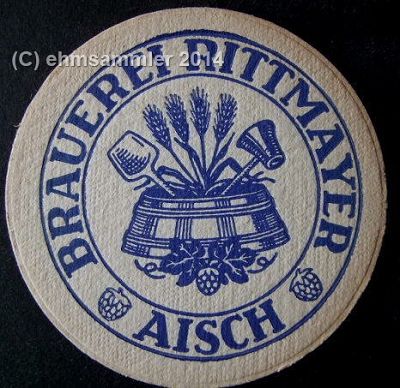 (C) ehmsammler 2014
BRAUEREI RITTMAYER
AISCH